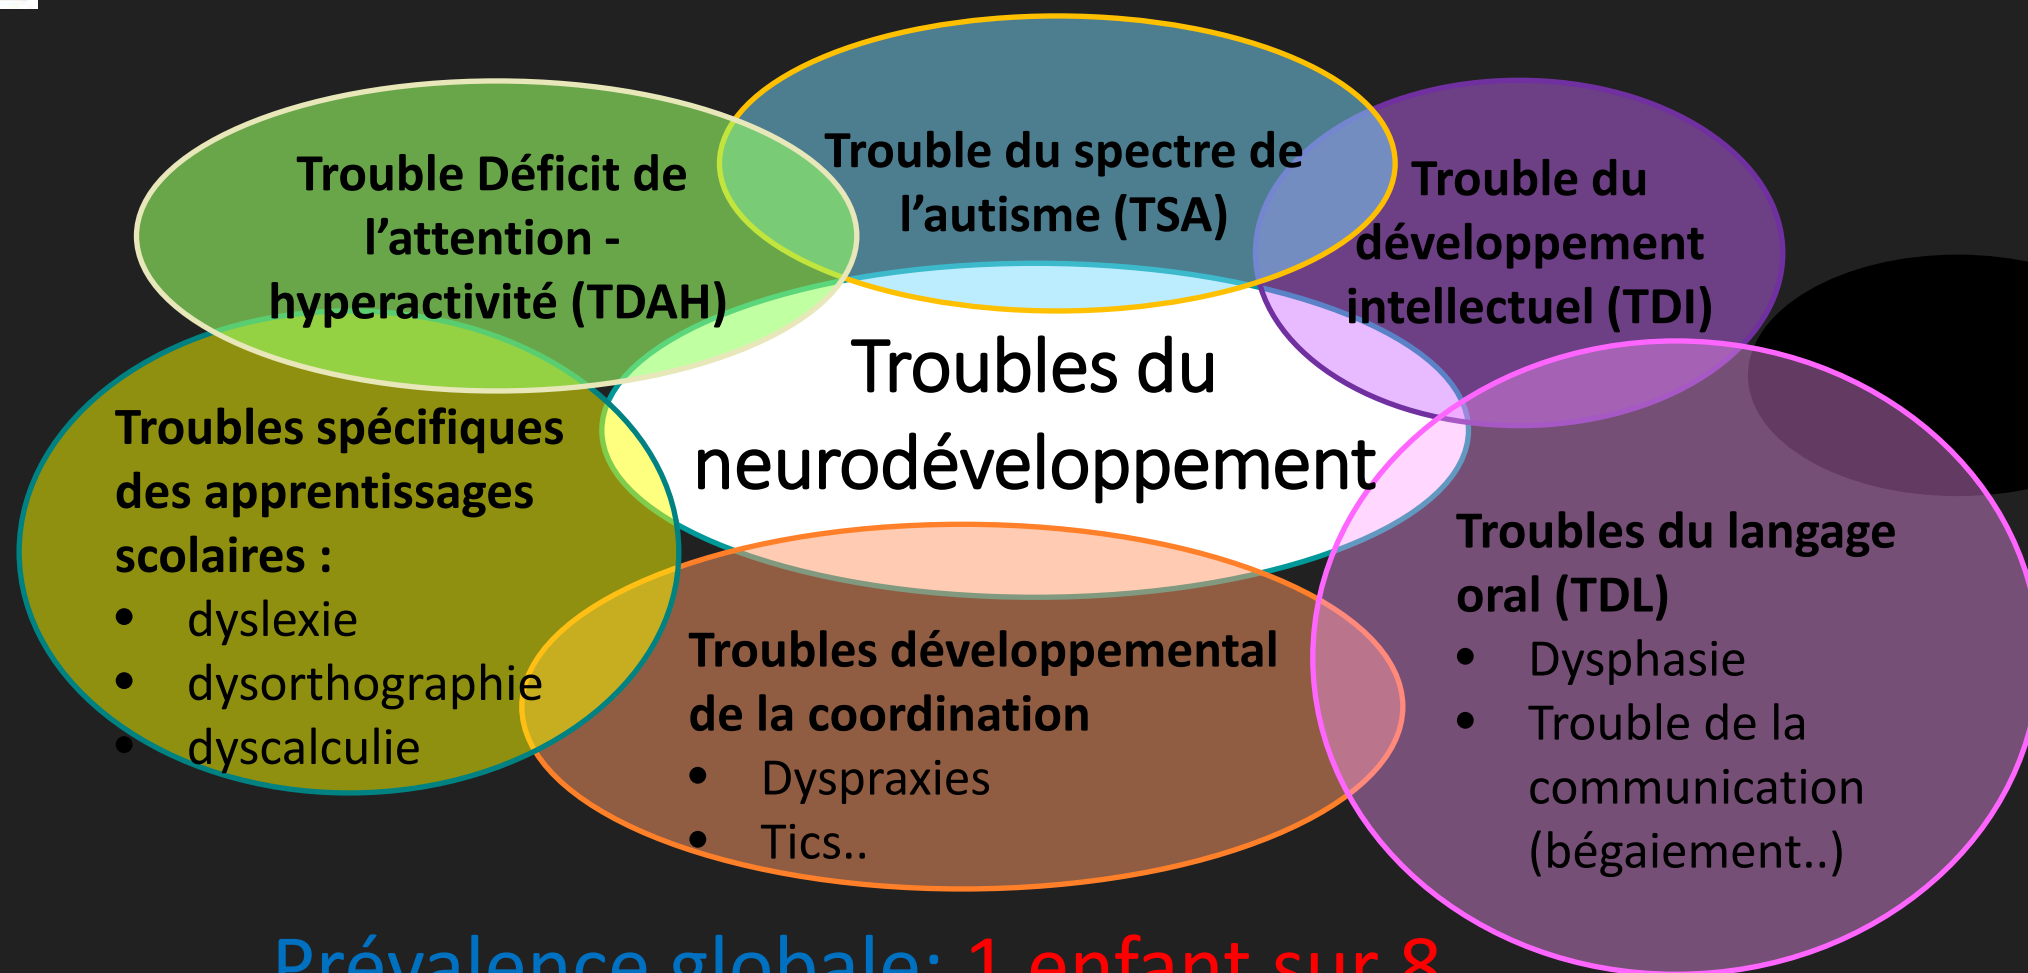 Trouble Déficit de
l’attention -
hyperactivité (TDAH)
Trouble du spectre de
l’autisme (TSA)
Trouble du
développement
intellectuel (TDI)
Troubles du
neurodéveloppement
Troubles spécifiques
des apprentissages
scolaires :
• dyslexie
• dysorthographie
• dyscalculie
Troubles développemental
de la coordination
• Dyspraxies
• Tics..
Troubles du langage
oral (TDL)
• Dysphasie
• Trouble de la
communication
(bégaiement..)
Prévalence globale: 1 enfant sur 8